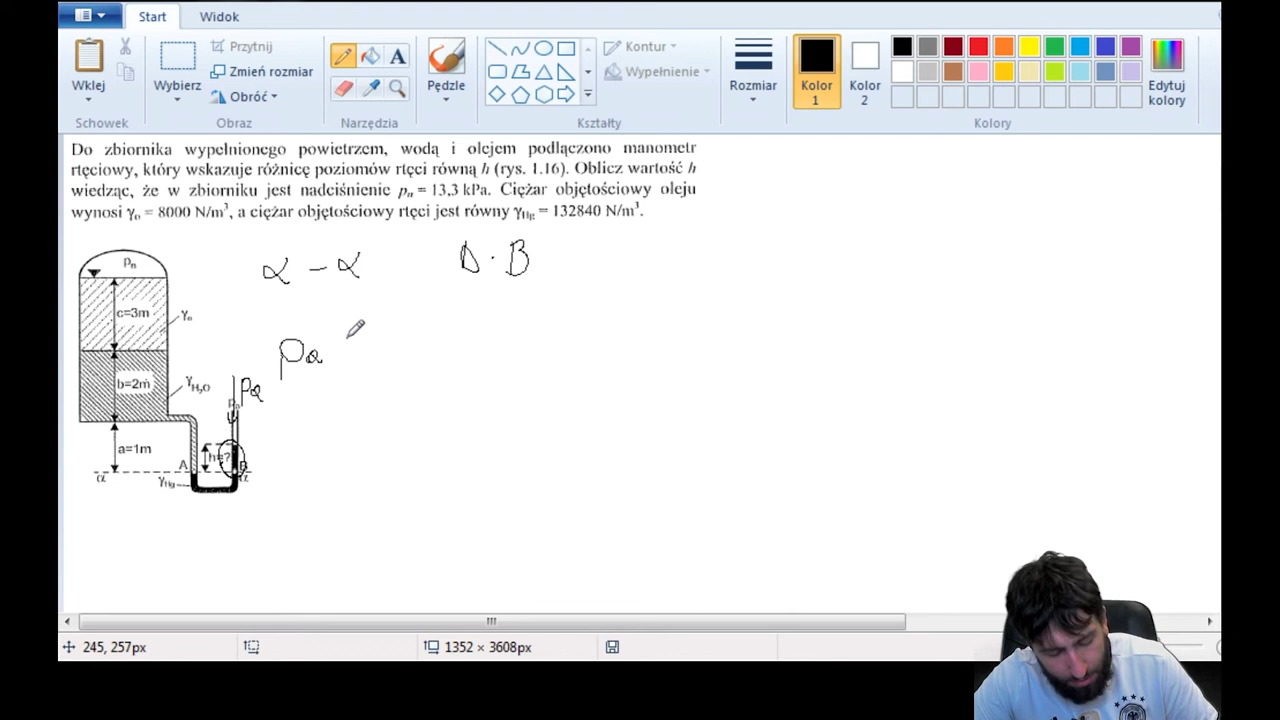 Start Widok
Wklej
Schowek
Wybierz
Przytnij
Zmień rozmiar
Obróć
Obraz
Narzędzia
Pędzle
Kształty
Kontur
Wypełnienie
Rozmiar
Kolor 1
Kolor 2
Edytuj kolory
Kolory
Do zbiornika wypełnionego powietrzem, wodą i olejem podłączono manometr
rtęciowy, który wskazuje różnicę poziomów rtęci równą h (rys. 1.16). Oblicz wartość h
wiedząc, że w zbiorniku jest nadciśnienie pn = 13,3 kPa. Ciężar objętościowy oleju
wynosi γo = 8000 N/m³, a ciężar objętościowy rtęci jest równy γHg = 132840 N/m³.
α – α
pn
c=3m
γo
pa
b=2m
γH₂O
pa
a=1m
h=?
A
B
α
α
γHg
245, 257px
1352 × 3608px